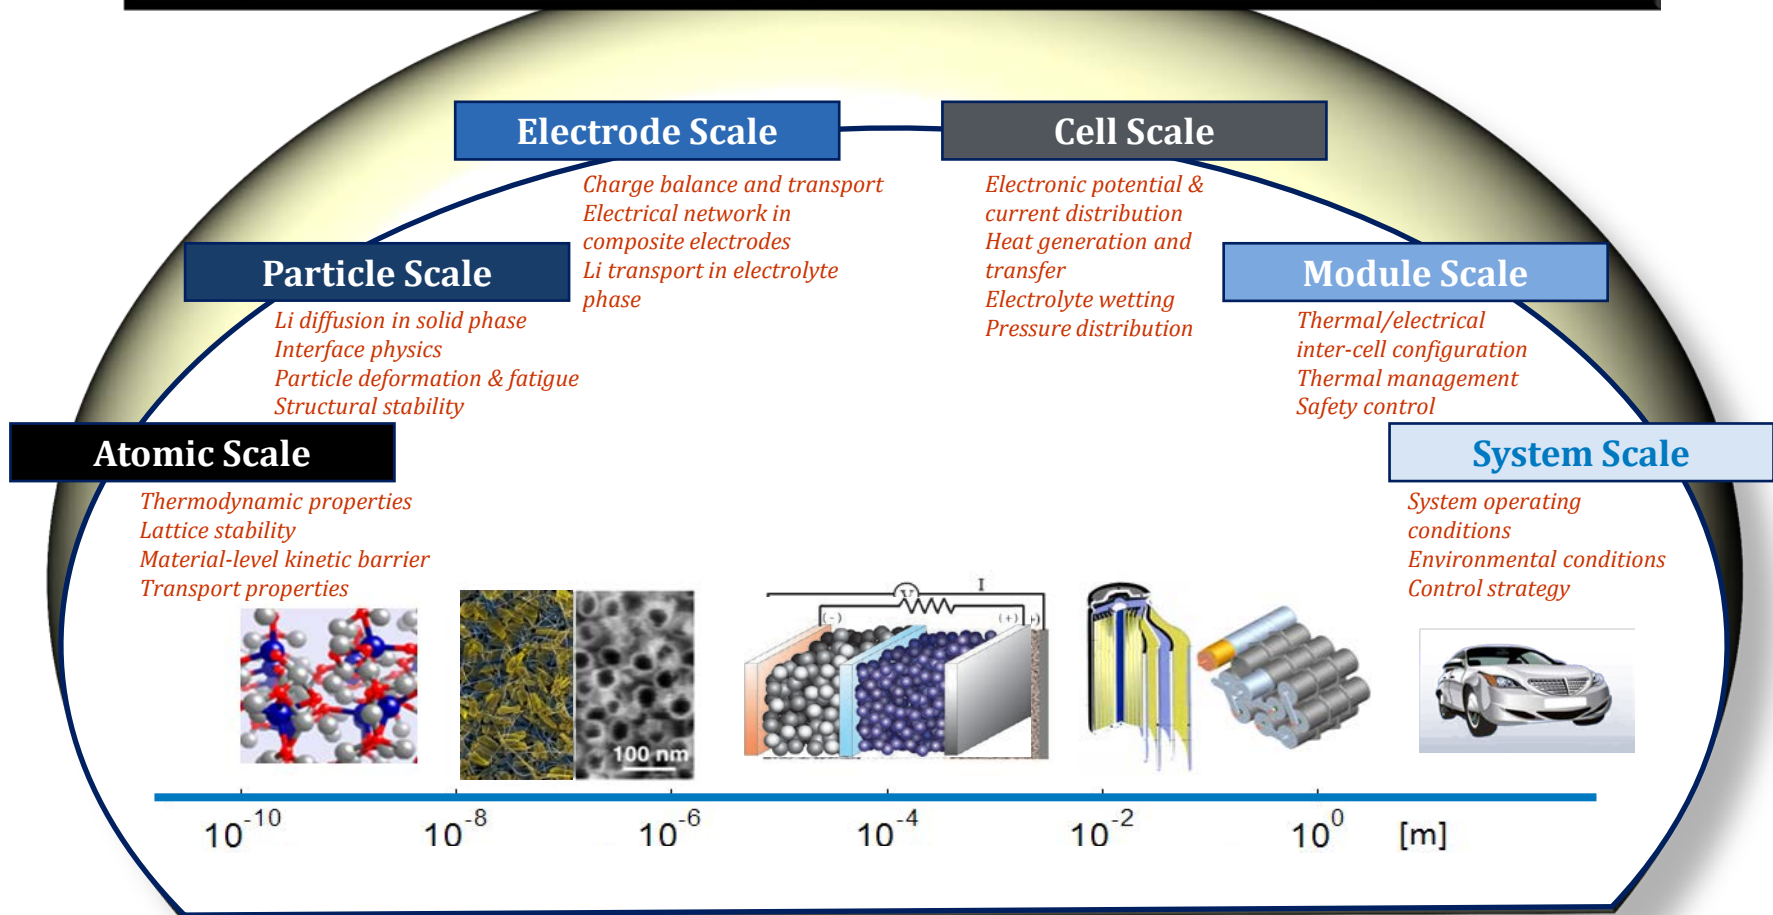 Electrode Scale
Charge balance and transport
Electrical network in
composite electrodes
Li transport in electrolyte
phase
Cell Scale
Electronic potential &
current distribution
Heat generation and
transfer
Electrolyte wetting
Pressure distribution
Particle Scale
Li diffusion in solid phase
Interface physics
Particle deformation & fatigue
Structural stability
Module Scale
Thermal/electrical
inter-cell configuration
Thermal management
Safety control
Atomic Scale
Thermodynamic properties
Lattice stability
Material-level kinetic barrier
Transport properties
System Scale
System operating
conditions
Environmental conditions
Control strategy
V
I
(-)
(+)
100 nm
10⁻¹⁰ 10⁻⁸ 10⁻⁶ 10⁻⁴ 10⁻² 10⁰ [m]